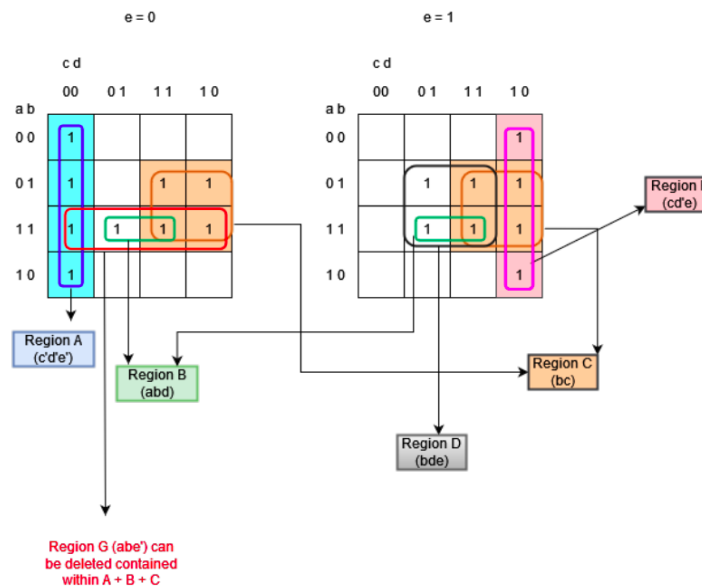 e = 0 e = 1
c d c d
00 0 1 1 1 1 0 00 0 1 1 1 1 0
a b a b
0 0 1 0 0 1
0 1 1 1 1 0 1 1 1 1
1 1 1 1 1 1 1 1 1 1 1
1 0 1 1 0 1
Region
(cd'e)
Region A
(c'd'e')
Region B
(abd)
Region C
(bc)
Region D
(bde)
Region G (abe') can
be deleted contained
within A + B + C